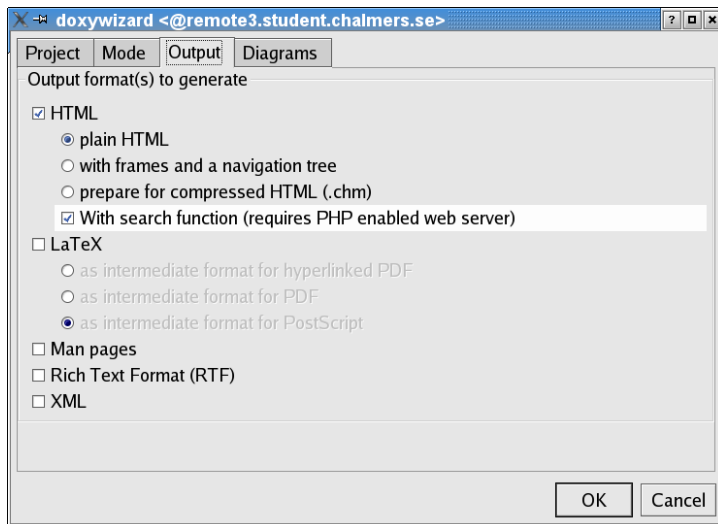 doxywizard <@remote3.student.chalmers.se>
Project Mode Output Diagrams
Output format(s) to generate
HTML
plain HTML
with frames and a navigation tree
prepare for compressed HTML (.chm)
With search function (requires PHP enabled web server)
LaTeX
as intermediate format for hyperlinked PDF
as intermediate format for PDF
as intermediate format for PostScript
Man pages
Rich Text Format (RTF)
XML
OK Cancel